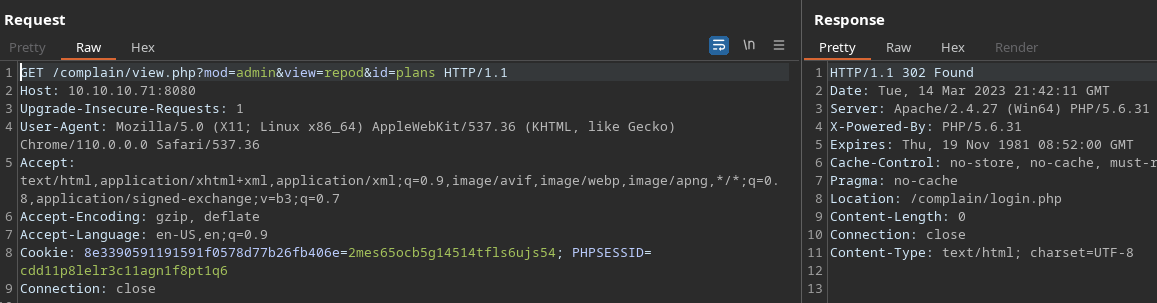 Request
Pretty Raw Hex \n
1 GET /complain/view.php?mod=admin&view=repod&id=plans HTTP/1.1
2 Host: 10.10.10.71:8080
3 Upgrade-Insecure-Requests: 1
4 User-Agent: Mozilla/5.0 (X11; Linux x86_64) AppleWebKit/537.36 (KHTML, like Gecko)
Chrome/110.0.0.0 Safari/537.36
5 Accept:
text/html,application/xhtml+xml,application/xml;q=0.9,image/avif,image/webp,image/apng,*/*;q=0.
8,application/signed-exchange;v=b3;q=0.7
6 Accept-Encoding: gzip, deflate
7 Accept-Language: en-US,en;q=0.9
8 Cookie: 8e33905911915​91f0578d77b26fb406e=2mes65ocb5g14514tfls6ujs54; PHPSESSID=
cdd11p8lelr3c11agn1f8pt1q6
9 Connection: close
Response
Pretty Raw Hex Render
1 HTTP/1.1 302 Found
2 Date: Tue, 14 Mar 2023 21:42:11 GMT
3 Server: Apache/2.4.27 (Win64) PHP/5.6.31
4 X-Powered-By: PHP/5.6.31
5 Expires: Thu, 19 Nov 1981 08:52:00 GMT
6 Cache-Control: no-store, no-cache, must-r
7 Pragma: no-cache
8 Location: /complain/login.php
9 Content-Length: 0
10 Connection: close
11 Content-Type: text/html; charset=UTF-8
12
13